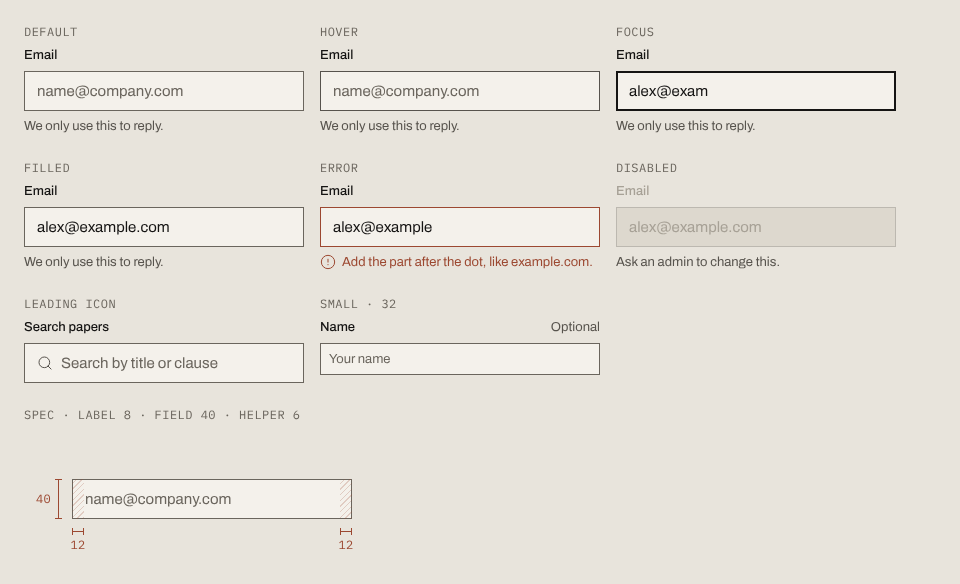 DEFAULT
Email
name@company.com
We only use this to reply.
HOVER
Email
name@company.com
We only use this to reply.
FOCUS
Email
alex@exam
We only use this to reply.
FILLED
Email
alex@example.com
We only use this to reply.
ERROR
Email
alex@example
Add the part after the dot, like example.com.
DISABLED
Email
alex@example.com
Ask an admin to change this.
LEADING ICON
Search papers
Search by title or clause
SMALL · 32
Name Optional
Your name
SPEC · LABEL 8 · FIELD 40 · HELPER 6
40
name@company.com
12 12